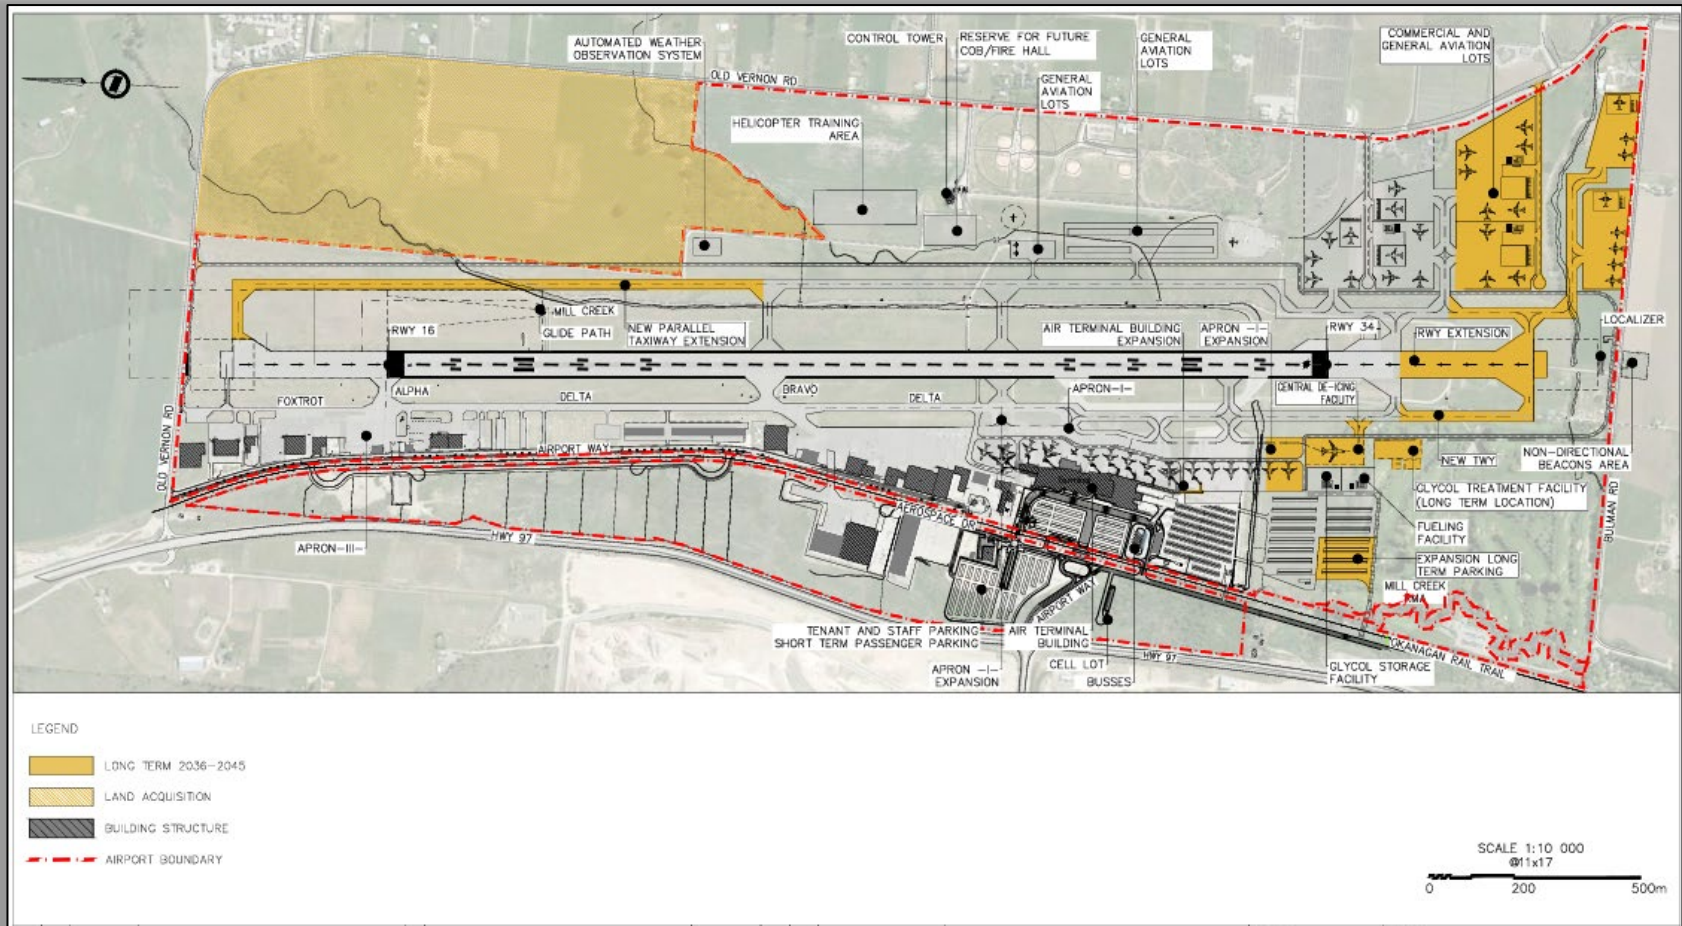 AUTOMATED WEATHER
OBSERVATION SYSTEM
CONTROL TOWER
RESERVE FOR FUTURE
COB/FIRE HALL
GENERAL
AVIATION
LOTS
COMMERCIAL AND
GENERAL AVIATION
LOTS
OLD VERNON RD
GENERAL
AVIATION
LOTS
HELICOPTER TRAINING
AREA
MILL CREEK
GLIDE PATH
RWY 16
NEW PARALLEL
TAXIWAY EXTENSION
AIR TERMINAL BUILDING
EXPANSION
APRON -I-
EXPANSION
RWY 34
RWY EXTENSION
LOCALIZER
FOXTROT
ALPHA
DELTA
BRAVO
DELTA
APRON-I-
CENTRAL DE-ICING
FACILITY
OLD VERNON RD
AIRPORT WAY
NEW TWY
NON-DIRECTIONAL
BEACONS AREA
GLYCOL TREATMENT FACILITY
(LONG TERM LOCATION)
BULMAN RD
AEROSPACE DR
FUELING
FACILITY
HWY 97
APRON-III-
EXPANSION LONG
TERM PARKING
MILL CREEK
RMA
AIRPORT WAY
TENANT AND STAFF PARKING
SHORT TERM PASSENGER PARKING
AIR TERMINAL
BUILDING
APRON -I-
EXPANSION
CELL LOT
BUSSES
HWY 97
OKANAGAN RAIL TRAIL
GLYCOL STORAGE
FACILITY
LEGEND
LONG TERM 2036-2045
LAND ACQUISITION
BUILDING STRUCTURE
AIRPORT BOUNDARY
SCALE 1:10 000
@11x17
0 200 500m